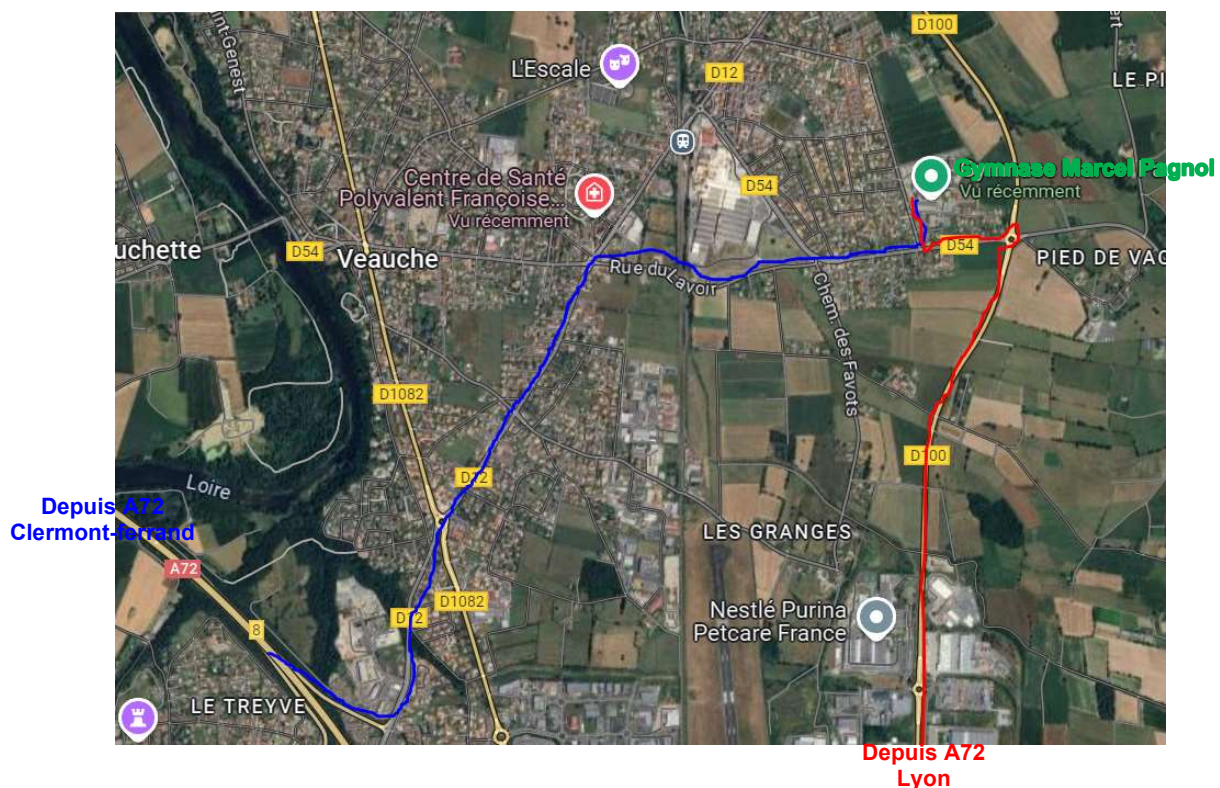 D100
L'Escale
D12
LE PI
Centre de Santé
Polyvalent Françoise...
Vu récemment
D54
Gymnase Marcel Pagnol
Vu récemment
uchette
D54
Veauche
D54
PIED DE VAC
Rue du Lavoir
Chem. des Favots
D1082
D100
D12
Loire
Depuis A72
Clermont-ferrand
LES GRANGES
A72
D1082
Nestlé Purina
Petcare France
D12
8
LE TREYVE
Depuis A72
Lyon